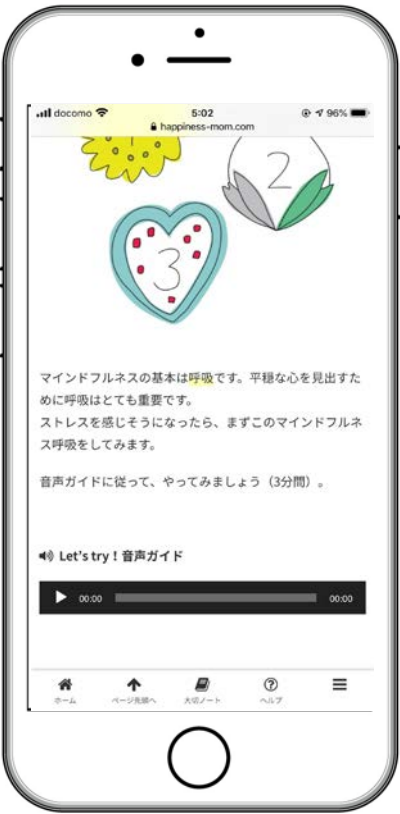 docomo 5:02 96%
happiness-mom.com
2
3
マインドフルネスの基本は呼吸です。平穏な心を見出すた
めに呼吸はとても重要です。
ストレスを感じそうになったら、まずこのマインドフルネ
ス呼吸をしてみます。
音声ガイドに従って、やってみましょう（3分間）。
Let's try！音声ガイド
00:00 00:00
ホーム ページ先頭へ 大切ノート ヘルプ